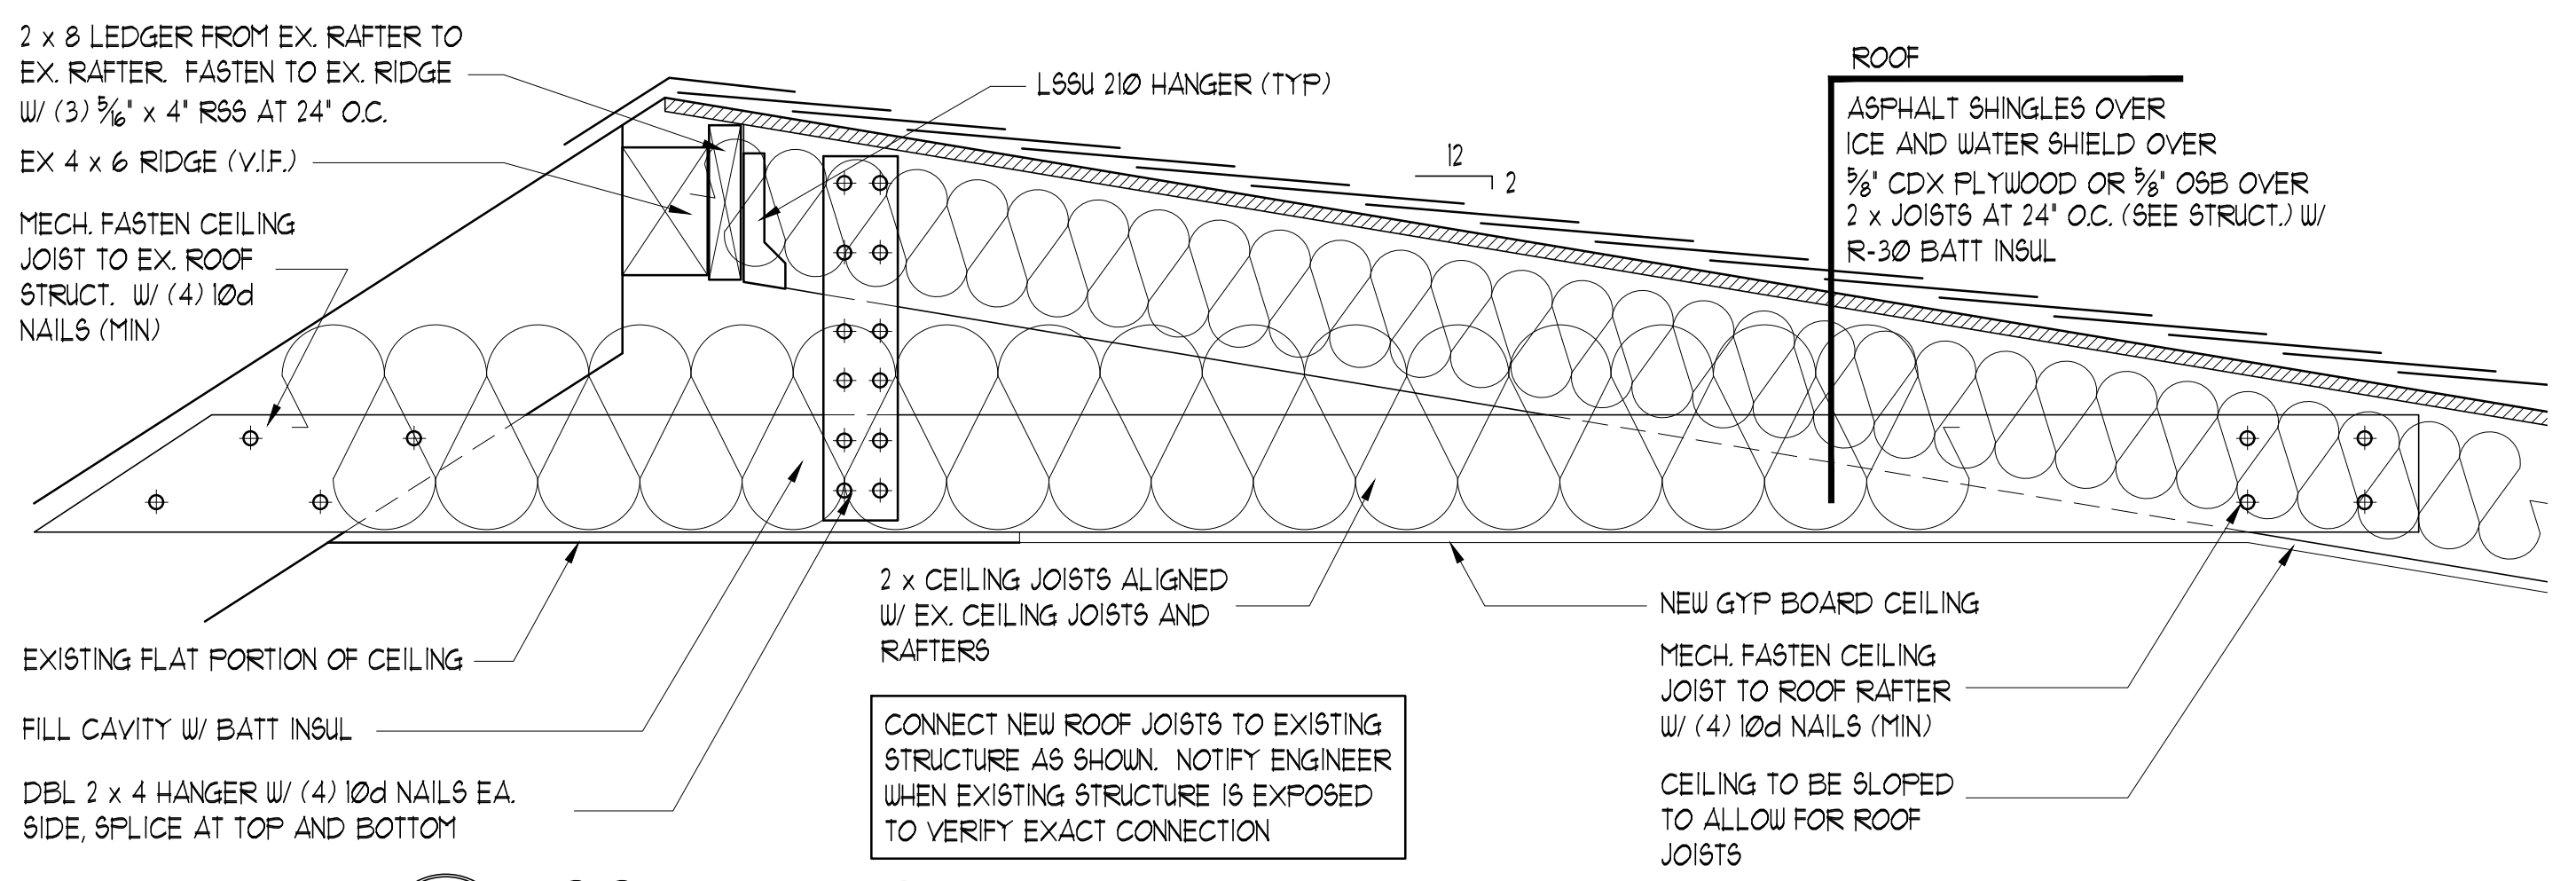 2 x 8 LEDGER FROM EX. RAFTER TO
EX. RAFTER. FASTEN TO EX. RIDGE
W/ (3) 5/16" x 4" RSS AT 24" O.C.
EX 4 x 6 RIDGE (V.I.F.)
MECH. FASTEN CEILING
JOIST TO EX. ROOF
STRUCT. W/ (4) 10d
NAILS (MIN)
LSSU 210 HANGER (TYP)
12
2
ROOF
ASPHALT SHINGLES OVER
ICE AND WATER SHIELD OVER
5/8" CDX PLYWOOD OR 5/8" OSB OVER
2 x JOISTS AT 24" O.C. (SEE STRUCT.) W/
R-30 BATT INSUL
EXISTING FLAT PORTION OF CEILING
FILL CAVITY W/ BATT INSUL
DBL 2 x 4 HANGER W/ (4) 10d NAILS EA.
SIDE, SPLICE AT TOP AND BOTTOM
2 x CEILING JOISTS ALIGNED
W/ EX. CEILING JOISTS AND
RAFTERS
CONNECT NEW ROOF JOISTS TO EXISTING
STRUCTURE AS SHOWN. NOTIFY ENGINEER
WHEN EXISTING STRUCTURE IS EXPOSED
TO VERIFY EXACT CONNECTION
NEW GYP BOARD CEILING
MECH. FASTEN CEILING
JOIST TO ROOF RAFTER
W/ (4) 10d NAILS (MIN)
CEILING TO BE SLOPED
TO ALLOW FOR ROOF
JOISTS